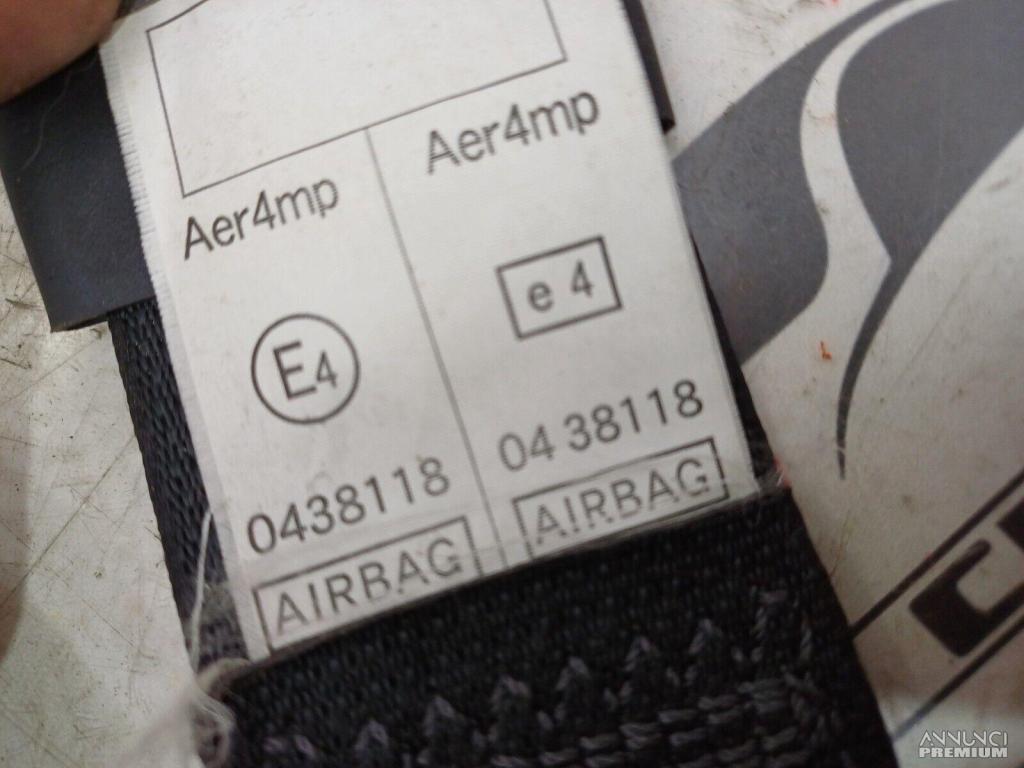 Aer4mp
E4
0438118
AIRBAG
Aer4mp
e 4
04 38118
AIRBAG
ANNUNCI
PREMIUM